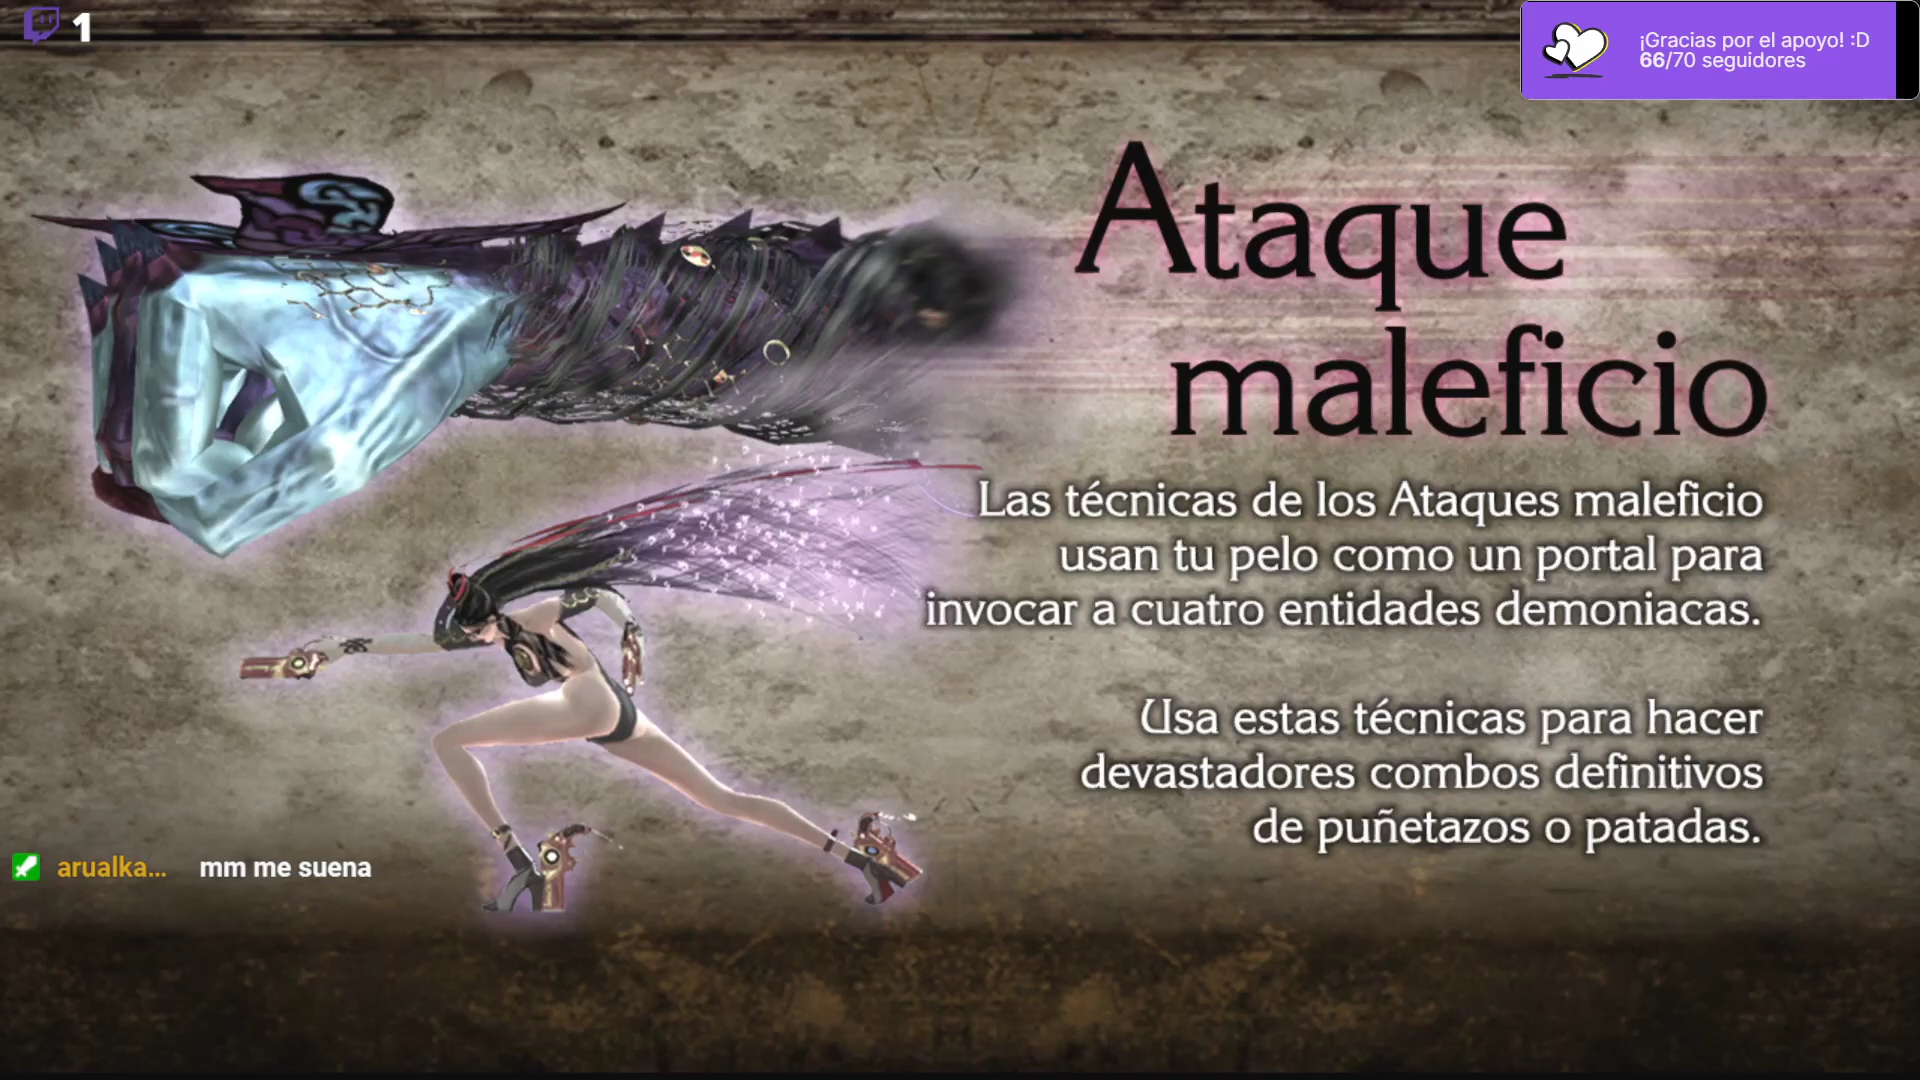 1
¡Gracias por el apoyo! :D
66/70 seguidores
Ataque
maleficio
Las técnicas de los Ataques maleficio
usan tu pelo como un portal para
invocar a cuatro entidades demoniacas.
Usa estas técnicas para hacer
devastadores combos definitivos
de puñetazos o patadas.
arualka... mm me suena